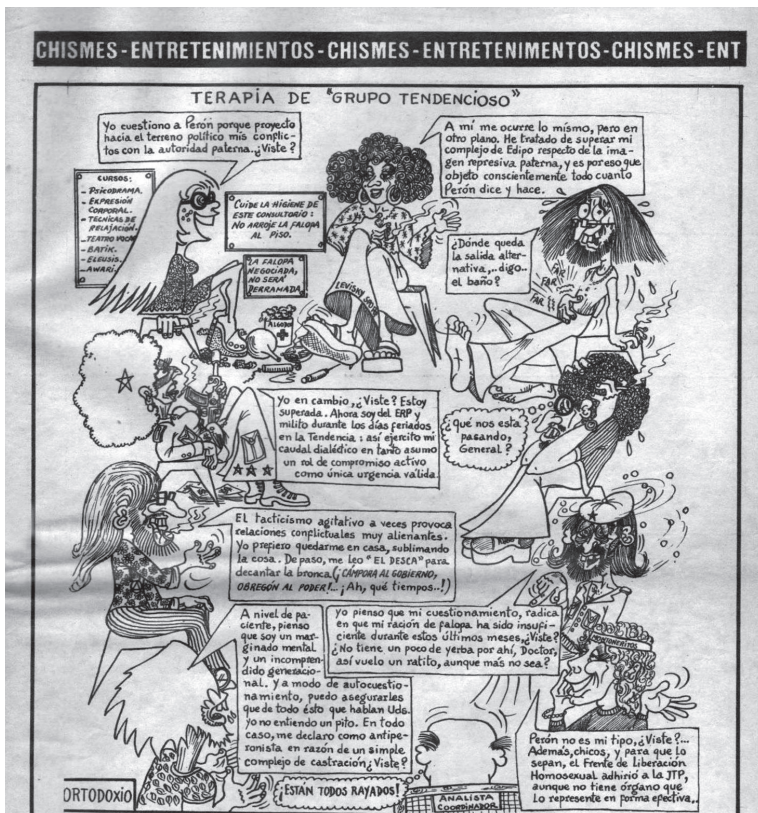 CHISMES-ENTRETENIMIENTOS-CHISMES-ENTRETENIMENTOS-CHISMES-ENT
TERAPÍA DE "GRUPO TENDENCIOSO"
Yo cuestiono a Perón porque proyecto
hacia el terreno político mis conflic-
tos con la autoridad paterna..¿Viste?
A mí me ocurre lo mismo, pero en
otro plano. He tratado de superar mi
complejo de Edipo respecto de la ima-
gen represiva paterna, y es por eso que
objeto conscientemente todo cuanto
Perón dice y hace.
CURSOS:
- PSICODRAMA.
- EXPRESIÓN
CORPORAL.
- TÉCNICAS DE
RELAJACIÓN.
- TEATRO VOCAL
- BATIK.
- ELEUSIS.
- AWARI.
CUIDE LA HIGIENE DE
ESTE CONSULTORIO:
NO ARROJE LA FALOPA
AL PISO.
LA FALOPA
NEGOCIADA,
NO SERÁ
DERRAMADA
LEVISKY
ALGODON
¿Dónde queda
la salida alter-
nativa,..digo..
el baño?
FAR
FAR
FAR
Yo en cambio,¿Viste? Estoy
superada. Ahora soy del ERP y
milito durante los días feriados
en la Tendencia: así ejercito mi
caudal dialéctico en tanto asumo
un rol de compromiso activo
como única urgencia válida.
¿qué nos esta
pasando,
General?
El tacticismo agitativo a veces provoca
relaciones conflictuales muy alienantes.
Yo prefiero quedarme en casa, sublimando
la cosa. De paso, me leo "EL DESCA" para
decantar la bronca.(¡CÁMPORA AL GOBIERNO,
OBREGÓN AL PODER!...¡Ah, qué tiempos..!)
A nivel de pa-
ciente, pienso
que soy un mar-
ginado mental
y un incompren-
dido generacio-
nal. Y a modo de autocuestio-
namiento, puedo asegurarles
que de todo ésto que hablan Uds.
yo no entiendo un pito. En todo
caso, me declaro como antipe-
ronista en razón de un simple
complejo de castración ¿Viste?
Yo pienso que mi cuestionamiento, radica
en que mi ración de falopa ha sido insufi-
ciente durante estos últimos meses,¿Viste?
¿No tiene un poco de yerba por ahí, Doctor,
así vuelo un ratito, aunque más no sea?
Perón no es mi tipo,¿Viste?...
Además,chicos, y para que lo
sepan, el Frente de Liberación
Homosexual adhirió a la JTP,
aunque no tiene órgano que
lo represente en forma efectiva..
¡ESTÁN TODOS RAYADOS!
ANALISTA
COORDINADOR
ORTODOXIO